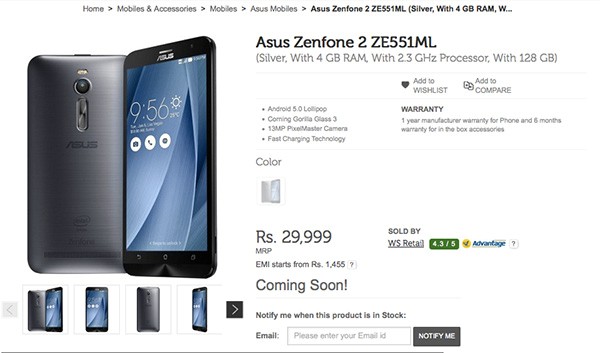 Home > Mobiles & Accessories > Mobiles > Asus Mobiles > Asus Zenfone 2 ZE551ML (Silver, With 4 GB RAM, W...
Asus Zenfone 2 ZE551ML
(Silver, With 4 GB RAM, With 2.3 GHz Processor, With 128 GB)
Add to WISHLIST
Add to COMPARE
Android 5.0 Lollipop
Corning Gorilla Glass 3
13MP PixelMaster Camera
Fast Charging Technology
WARRANTY
1 year manufacturer warranty for Phone and 6 months
warranty for in the box accessories
Color
Rs. 29,999
MRP
EMI starts from Rs. 1,455 ?
SOLD BY
WS Retail 4.3 / 5 Advantage ?
Coming Soon!
Notify me when this product is in Stock:
Email: Please enter your Email id NOTIFY ME
ASUS
ASUS